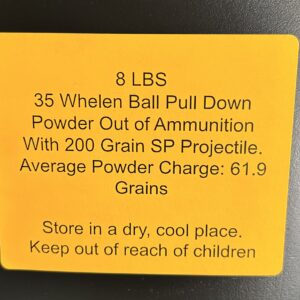 8 LBS
35 Whelen Ball Pull Down
Powder Out of Ammunition
With 200 Grain SP Projectile.
Average Powder Charge: 61.9
Grains
Store in a dry, cool place.
Keep out of reach of children